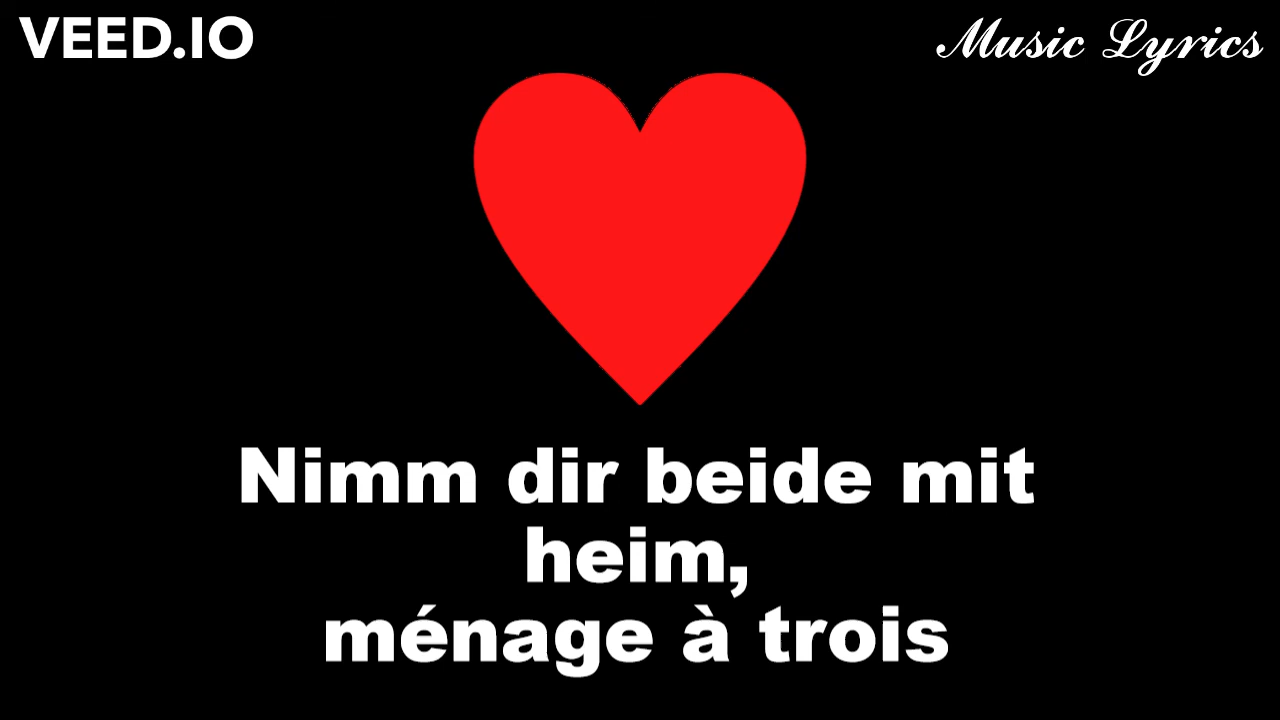 VEED.IO
Music Lyrics
Nimm dir beide mit
heim,
ménage à trois